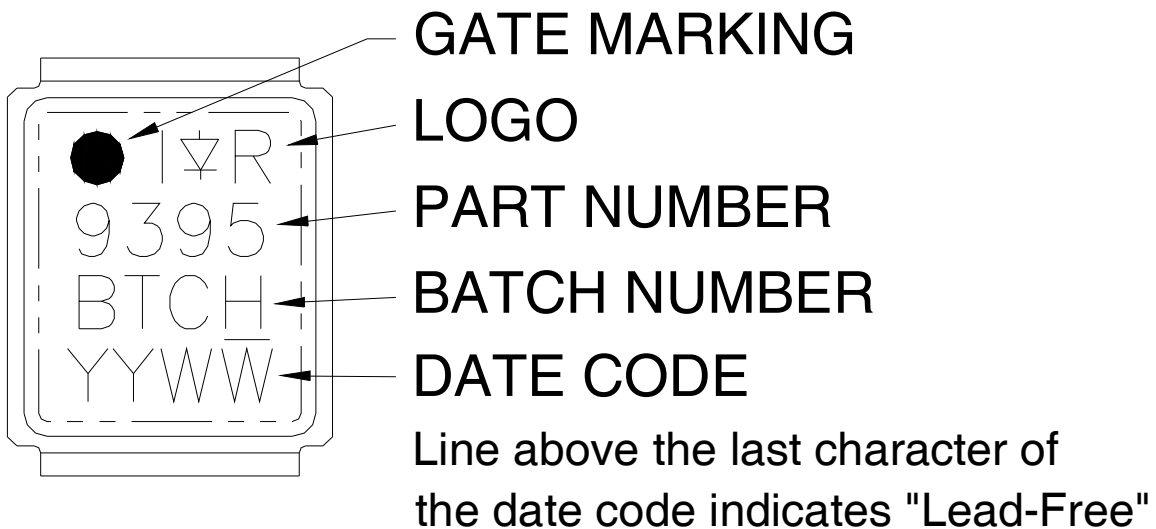 GATE MARKING
I R
LOGO
9395
PART NUMBER
BTCH
BATCH NUMBER
YYWW
DATE CODE
Line above the last character of
the date code indicates "Lead-Free"